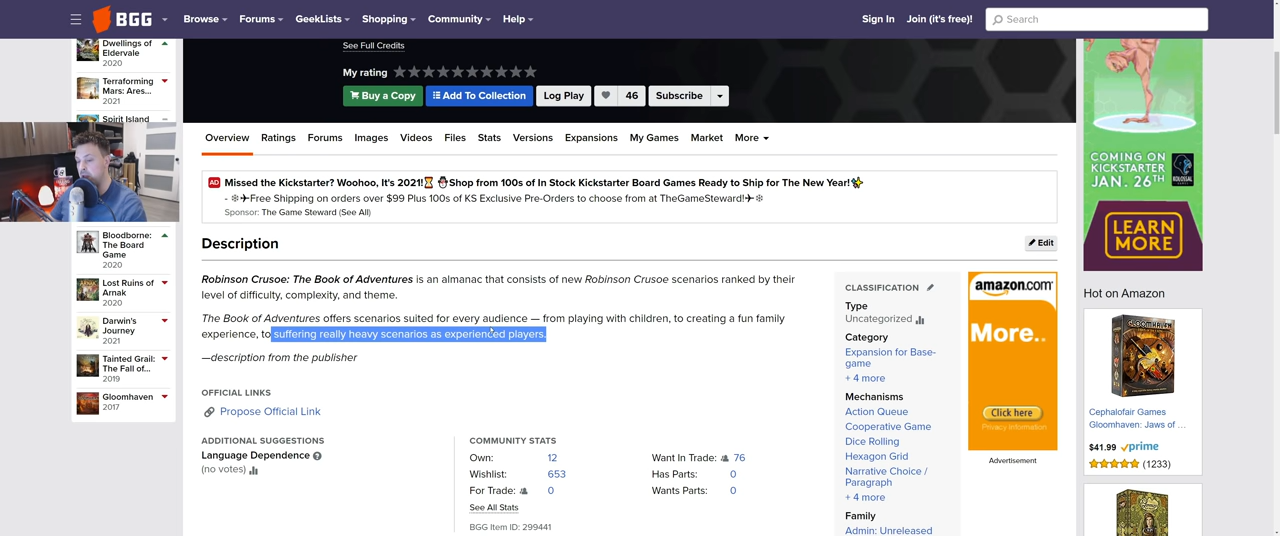 BGG
Browse
Forums
GeekLists
Shopping
Community
Help
Sign In
Join (it's free!)
Search
Dwellings of
Eldervale
2020
Terraforming
Mars: Ares...
2021
Spirit Island
Bloodborne:
The Board
Game
2020
Lost Ruins of
Arnak
2020
Darwin's
Journey
2021
Tainted Grail:
The Fall of...
2019
Gloomhaven
2017
See Full Credits
My rating
Buy a Copy
Add To Collection
Log Play
46
Subscribe
Overview
Ratings
Forums
Images
Videos
Files
Stats
Versions
Expansions
My Games
Market
More
AD Missed the Kickstarter? Woohoo, It's 2021!⏳ ⛄Shop from 100s of In Stock Kickstarter Board Games Ready to Ship for The New Year!
- ❄✈Free Shipping on orders over $99 Plus 100s of KS Exclusive Pre-Orders to choose from at TheGameSteward!✈❄
Sponsor: The Game Steward (See All)
Description
Edit
Robinson Crusoe: The Book of Adventures is an almanac that consists of new Robinson Crusoe scenarios ranked by their
level of difficulty, complexity, and theme.
The Book of Adventures offers scenarios suited for every audience — from playing with children, to creating a fun family
experience, to suffering really heavy scenarios as experienced players.
—description from the publisher
OFFICIAL LINKS
Propose Official Link
ADDITIONAL SUGGESTIONS
Language Dependence
(no votes)
COMMUNITY STATS
Own: 12
Wishlist: 653
For Trade: 0
See All Stats
Want In Trade: 76
Has Parts: 0
Wants Parts: 0
BGG Item ID: 299441
CLASSIFICATION
Type
Uncategorized
Category
Expansion for Base-
game
+ 4 more
Mechanisms
Action Queue
Cooperative Game
Dice Rolling
Hexagon Grid
Narrative Choice /
Paragraph
+ 4 more
Family
Admin: Unreleased
amazon.com
More..
Click here
Privacy Information
Advertisement
COMING ON
KICKSTARTER
JAN. 26TH
KOLOSSAL
LEARN
MORE
Hot on Amazon
GLOOMHAVEN
Cephalofair Games
Gloomhaven: Jaws of ...
$41.99 prime
(1233)